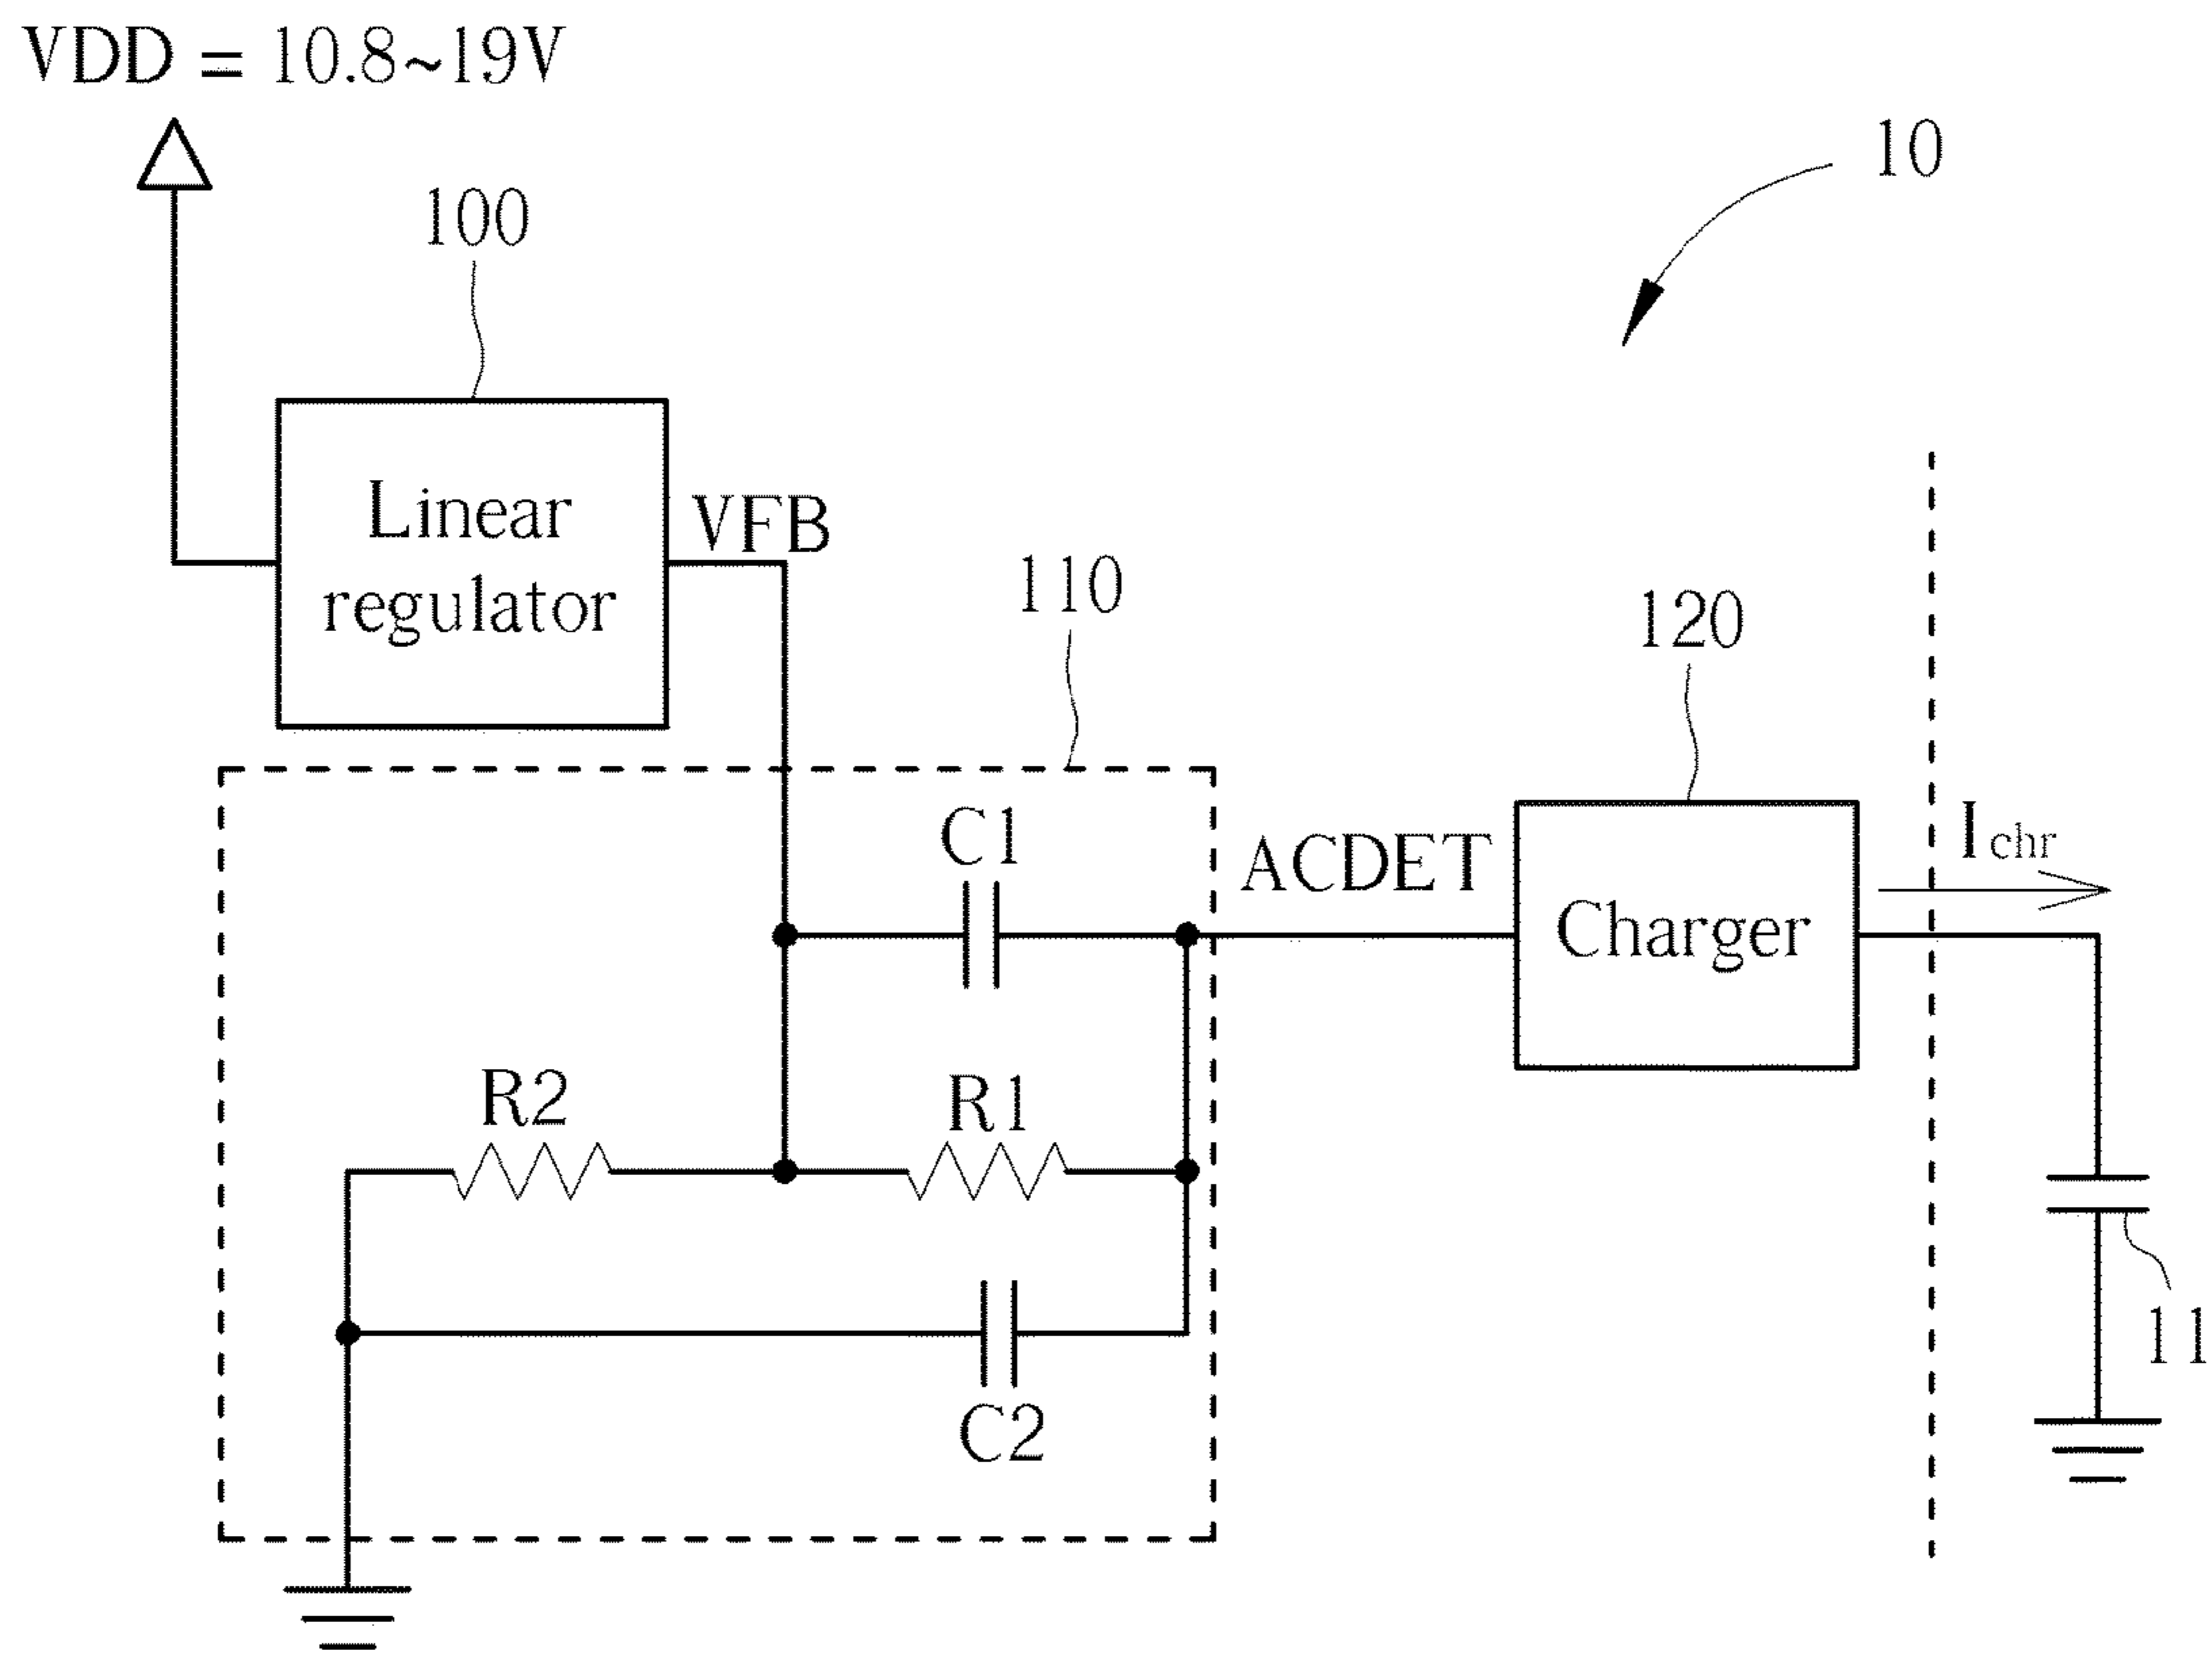 VDD = 10.8~19V
10
100
Linear
regulator
VFB
110
120
C1
ACDET
Charger
Ichr
R2
R1
11
C2